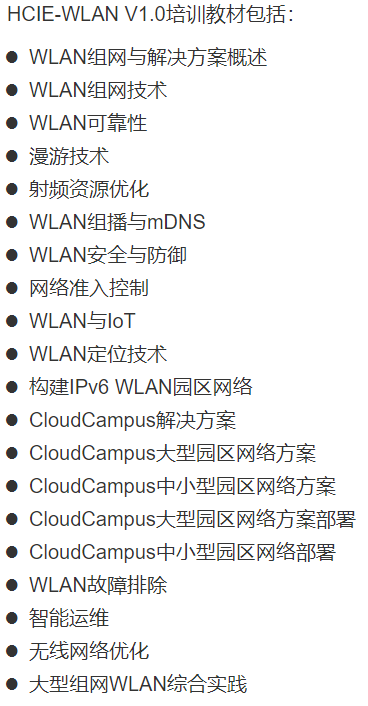 HCIE-WLAN V1.0培训教材包括：
● WLAN组网与解决方案概述
● WLAN组网技术
● WLAN可靠性
● 漫游技术
● 射频资源优化
● WLAN组播与mDNS
● WLAN安全与防御
● 网络准入控制
● WLAN与IoT
● WLAN定位技术
● 构建IPv6 WLAN园区网络
● CloudCampus解决方案
● CloudCampus大型园区网络方案
● CloudCampus中小型园区网络方案
● CloudCampus大型园区网络方案部署
● CloudCampus中小型园区网络部署
● WLAN故障排除
● 智能运维
● 无线网络优化
● 大型组网WLAN综合实践